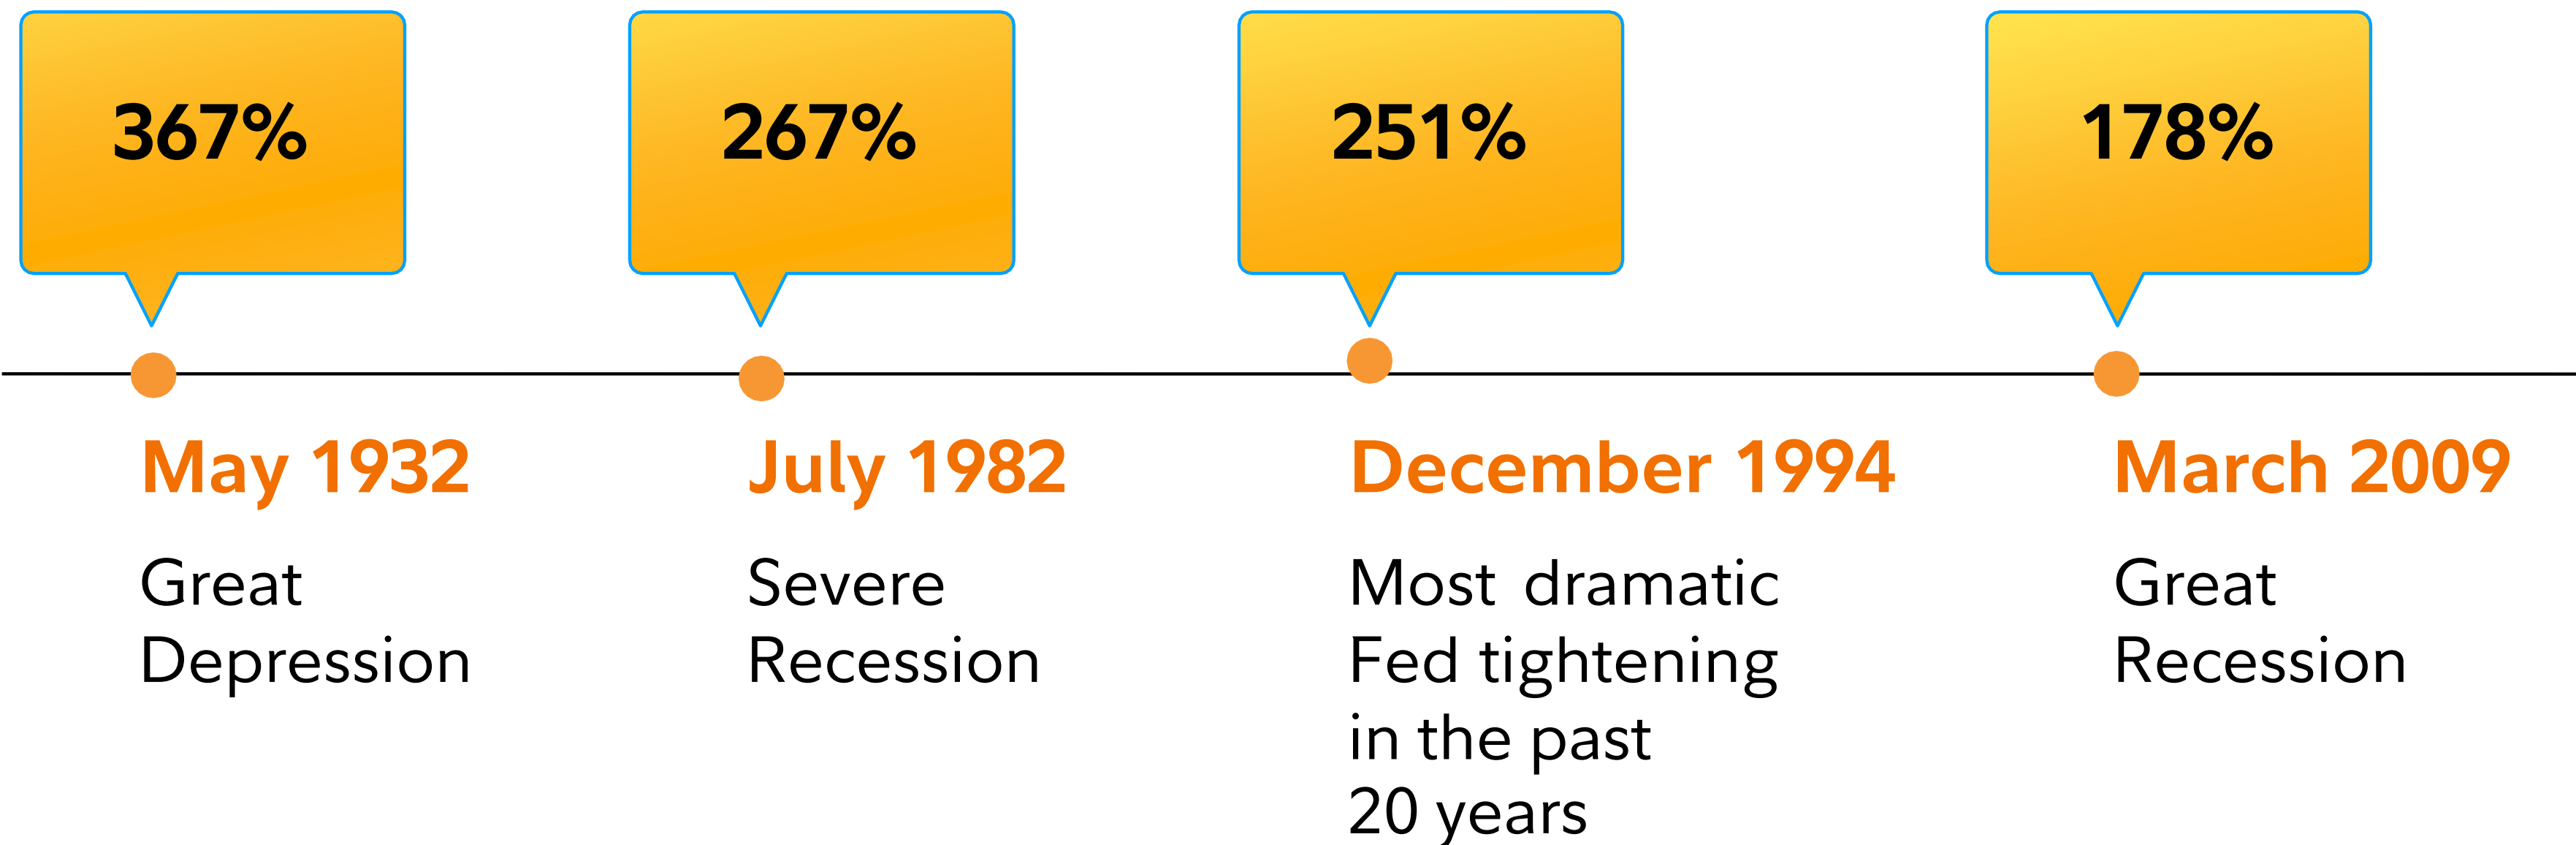 367%
267%
251%
178%
May 1932
Great
Depression
July 1982
Severe
Recession
December 1994
Most dramatic
Fed tightening
in the past
20 years
March 2009
Great
Recession